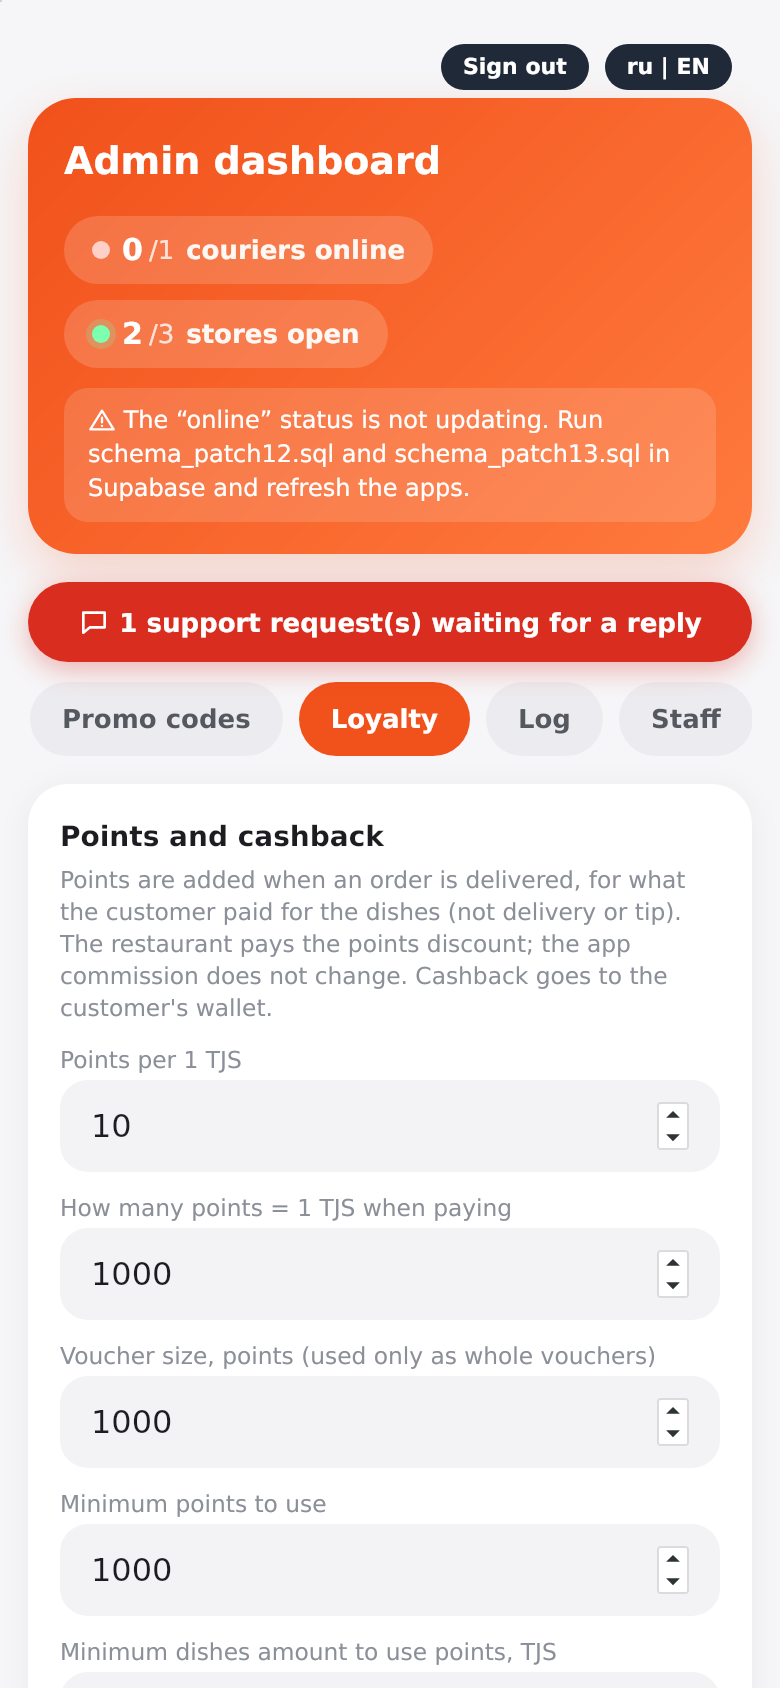 Sign out
ru | EN
Admin dashboard
0 /1 couriers online
2 /3 stores open
The “online” status is not updating. Run
schema_patch12.sql and schema_patch13.sql in
Supabase and refresh the apps.
1 support request(s) waiting for a reply
Promo codes
Loyalty
Log
Staff
Points and cashback
Points are added when an order is delivered, for what
the customer paid for the dishes (not delivery or tip).
The restaurant pays the points discount; the app
commission does not change. Cashback goes to the
customer's wallet.
Points per 1 TJS
10
How many points = 1 TJS when paying
1000
Voucher size, points (used only as whole vouchers)
1000
Minimum points to use
1000
Minimum dishes amount to use points, TJS